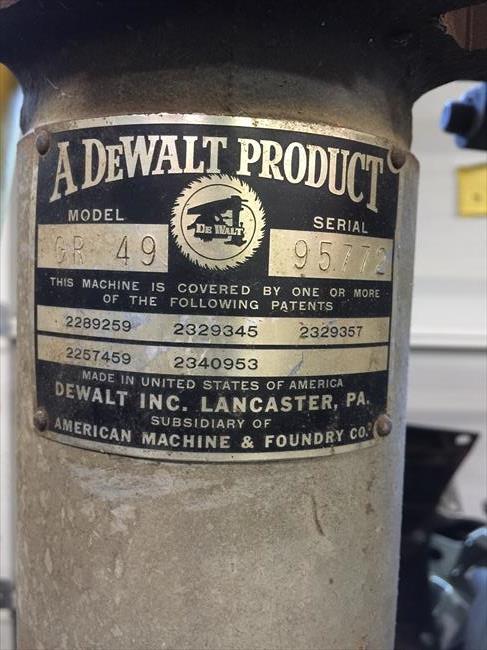 A DEWALT PRODUCT
MODEL
SERIAL
DE WALT
GR 49
95772
THIS MACHINE IS COVERED BY ONE OR MORE
OF THE FOLLOWING PATENTS
2289259 2329345 2329357
2257459 2340953
MADE IN UNITED STATES OF AMERICA
DEWALT INC. LANCASTER, PA.
SUBSIDIARY OF
AMERICAN MACHINE & FOUNDRY CO.